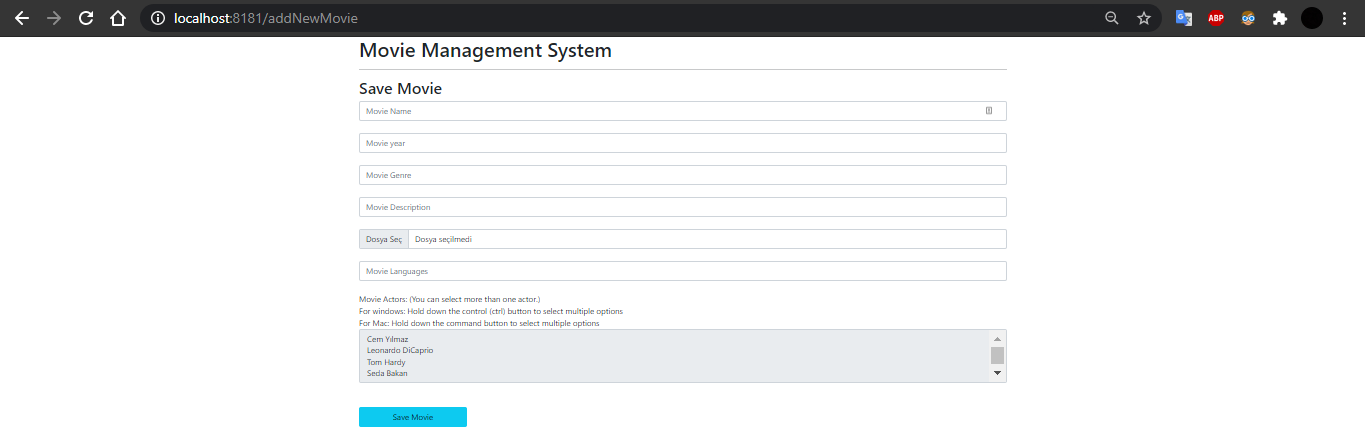 localhost:8181/addNewMovie
ABP
Movie Management System
Save Movie
Movie Name
Movie year
Movie Genre
Movie Description
Dosya Seç Dosya seçilmedi
Movie Languages
Movie Actors: (You can select more than one actor.)
For windows: Hold down the control (ctrl) button to select multiple options
For Mac: Hold down the command button to select multiple options
Cem Yılmaz
Leonardo DiCaprio
Tom Hardy
Seda Bakan
Save Movie